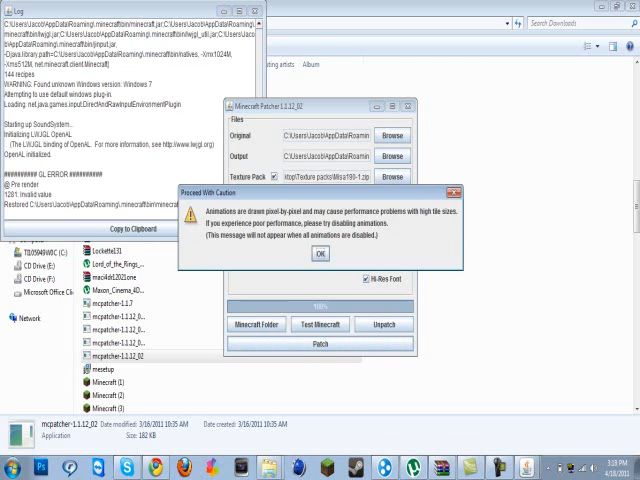 Log
C:\Users\Jacob\AppData\Roaming\.minecraft\bin\minecraft.jar;C:\Users\Jacob\AppData
\Roaming\.minecraft\bin\lwjgl.jar;C:\Users\Jacob\AppData\Roaming
\.minecraft\bin\lwjgl_util.jar;C:\Users\Jacob
\AppData\Roaming\.minecraft\bin\jinput.jar,
-Djava.library.path=C:\Users\Jacob\AppData\Roaming\.minecraft\bin\natives, -Xmx1024M,
-Xms512M, net.minecraft.client.Minecraft)
144 recipes
WARNING: Found unknown Windows version: Windows 7
Attempting to use default windows plug-in.
Loading: net.java.games.input.DirectAndRawInputEnvironmentPlugin
Starting up SoundSystem...
Initializing LWJGL OpenAL
(The LWJGL binding of OpenAL. For more information, see http://www.lwjgl.org)
OpenAL initialized.
########## GL ERROR ##########
@ Pre render
1281: Invalid value
Restored C:\Users\Jacob\AppData\Roaming\.minecraft
Copy to Clipboard
Search Downloads
Album
Minecraft Patcher 1.1.12_02
Files
Original
C:\Users\Jacob\AppData\Roamin
Browse
Output
C:\Users\Jacob\AppData\Roamin
Browse
Texture Pack
ktop\Texture packs\Misa190-1.zip
Browse
Proceed With Caution
Animations are drawn pixel-by-pixel and may cause performance problems with high tile sizes.
If you experience poor performance, please try disabling animations.
(This message will not appear when all animations are disabled.)
OK
Hi-Res Font
100%
Minecraft Folder
Test Minecraft
Unpatch
Patch
TI105949W0C (C:)
CD Drive (E:)
CD Drive (F:)
Microsoft Office Cli
Network
Lockette131
Lord_of_the_Rings_...
maci4dr12021one
Maxon_Cinema_4D...
mcpatcher-1.1.7
mcpatcher-1.1.12_0...
mcpatcher-1.1.12_0...
mcpatcher-1.1.12_0...
mcpatcher-1.1.12_02
mesetup
Minecraft (1)
Minecraft (2)
Minecraft (3)
mcpatcher-1.1.12_02 Date modified: 3/16/2011 10:35 AM Date created: 3/16/2011 10:35 AM
Application Size: 182 KB
Ps
3:38 PM
4/18/2011